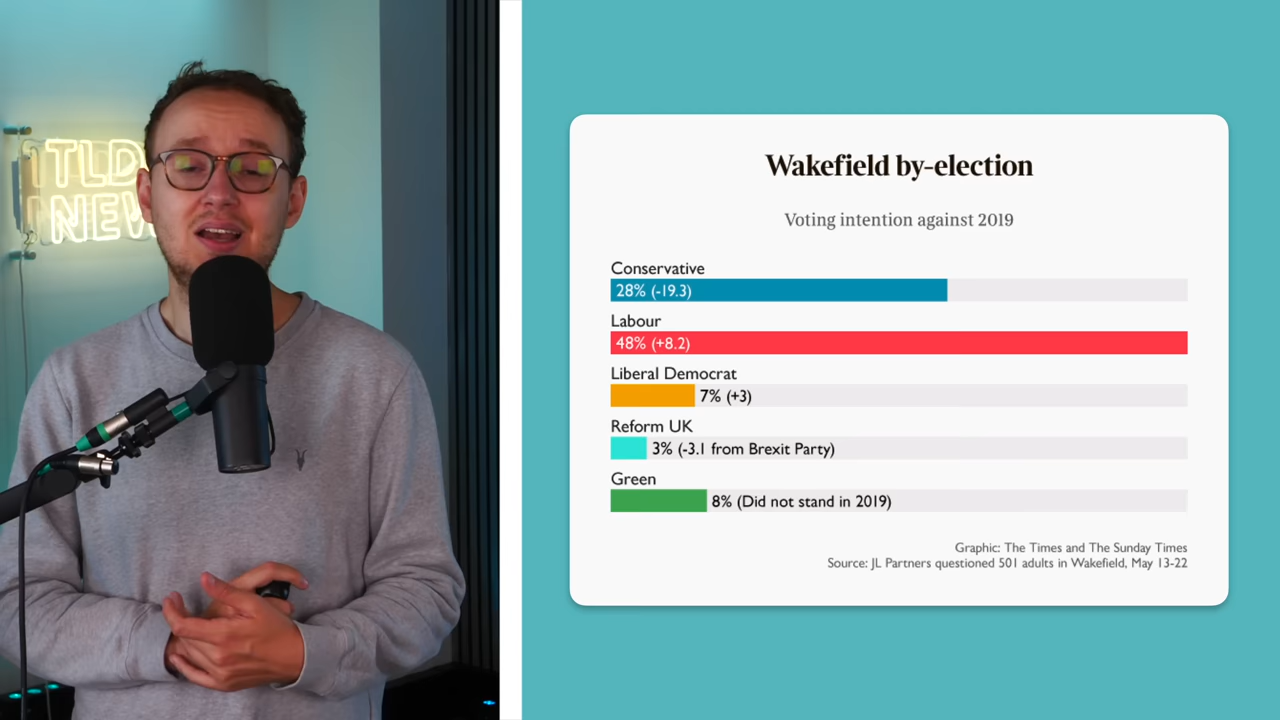 TLD
NEW
Wakefield by-election
Voting intention against 2019
Conservative
28% (-19.3)
Labour
48% (+8.2)
Liberal Democrat
7% (+3)
Reform UK
3% (-3.1 from Brexit Party)
Green
8% (Did not stand in 2019)
Graphic: The Times and The Sunday Times
Source: JL Partners questioned 501 adults in Wakefield, May 13-22